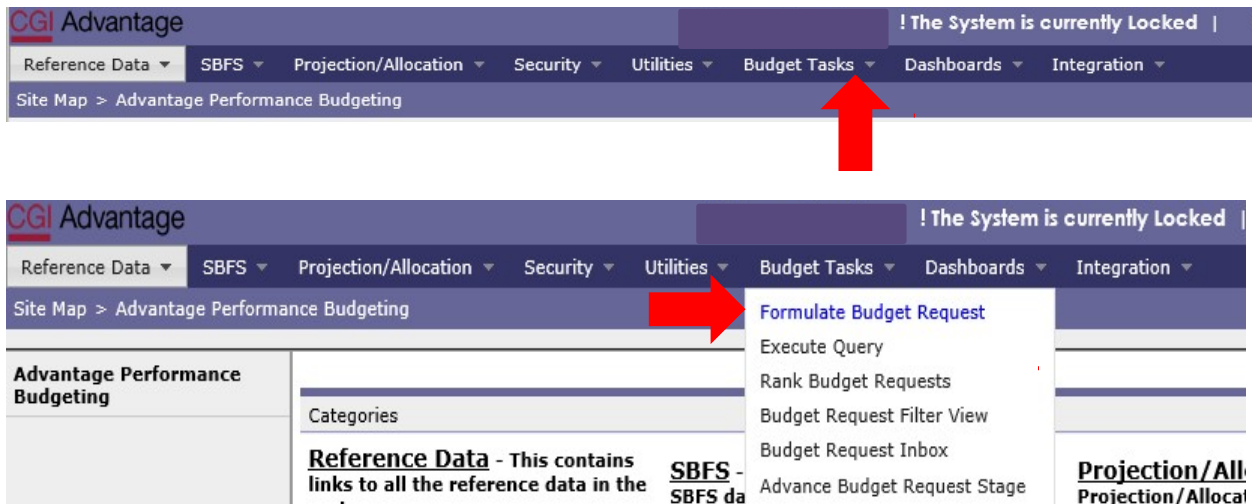 CGI Advantage
! The System is currently Locked |
Reference Data SBFS Projection/Allocation Security Utilities Budget Tasks Dashboards Integration
Site Map > Advantage Performance Budgeting
CGI Advantage
! The System is currently Locked |
Reference Data SBFS Projection/Allocation Security Utilities Budget Tasks Dashboards Integration
Site Map > Advantage Performance Budgeting
Formulate Budget Request
Execute Query
Rank Budget Requests
Budget Request Filter View
Budget Request Inbox
Advance Budget Request Stage
Advantage Performance
Budgeting
Categories
Reference Data - This contains
links to all the reference data in the
SBFS -
SBFS da
Projection/All
Projection/Allocat